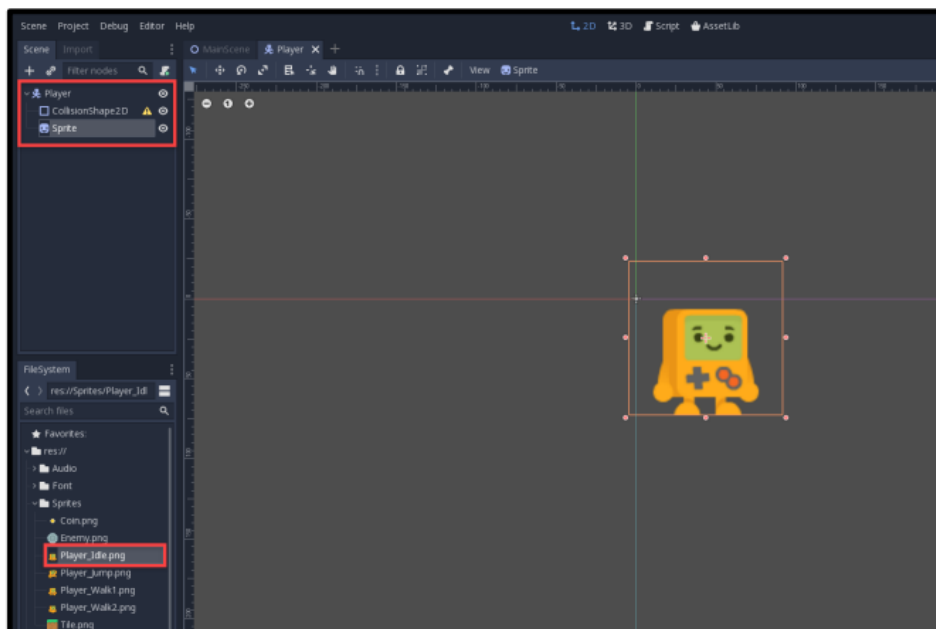 Scene Project Debug Editor Help
2D 3D Script AssetLib
Scene Import
MainScene Player
Filter nodes
View Sprite
Player
CollisionShape2D
Sprite
FileSystem
res://Sprites/Player_Idl
Search files
Favorites:
res://
Audio
Font
Sprites
Coin.png
Enemy.png
Player_Idle.png
Player_Jump.png
Player_Walk1.png
Player_Walk2.png
Tile.png